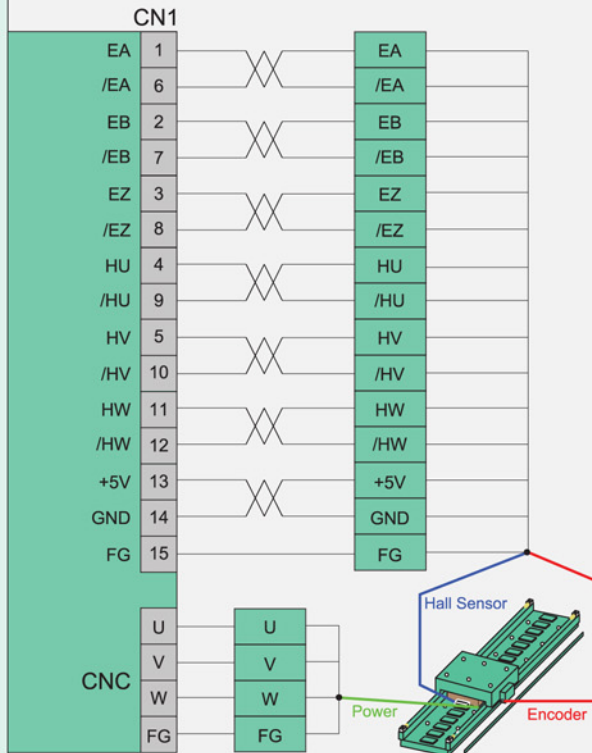 CN1
EA 1 EA
/EA 6 /EA
EB 2 EB
/EB 7 /EB
EZ 3 EZ
/EZ 8 /EZ
HU 4 HU
/HU 9 /HU
HV 5 HV
/HV 10 /HV
HW 11 HW
/HW 12 /HW
+5V 13 +5V
GND 14 GND
FG 15 FG
Hall Sensor
U U
V V
CNC W W
Power
Encoder
FG FG